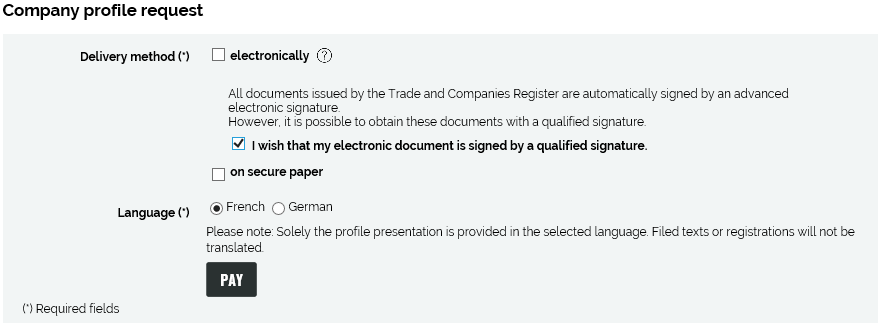 Company profile request
Delivery method (*)
electronically ?
All documents issued by the Trade and Companies Register are automatically signed by an advanced
electronic signature.
However, it is possible to obtain these documents with a qualified signature.
I wish that my electronic document is signed by a qualified signature.
on secure paper
Language (*)
French German
Please note: Solely the profile presentation is provided in the selected language. Filed texts or registrations will not be
translated.
PAY
(*) Required fields